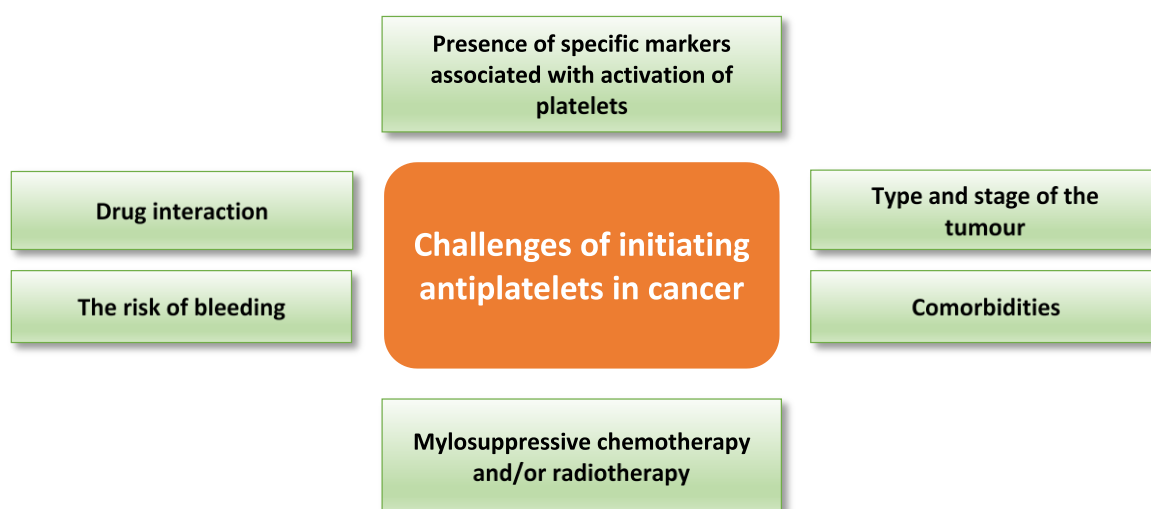 Presence of specific markers
associated with activation of
platelets
Drug interaction
The risk of bleeding
Challenges of initiating
antiplatelets in cancer
Type and stage of the
tumour
Comorbidities
Mylosuppressive chemotherapy
and/or radiotherapy